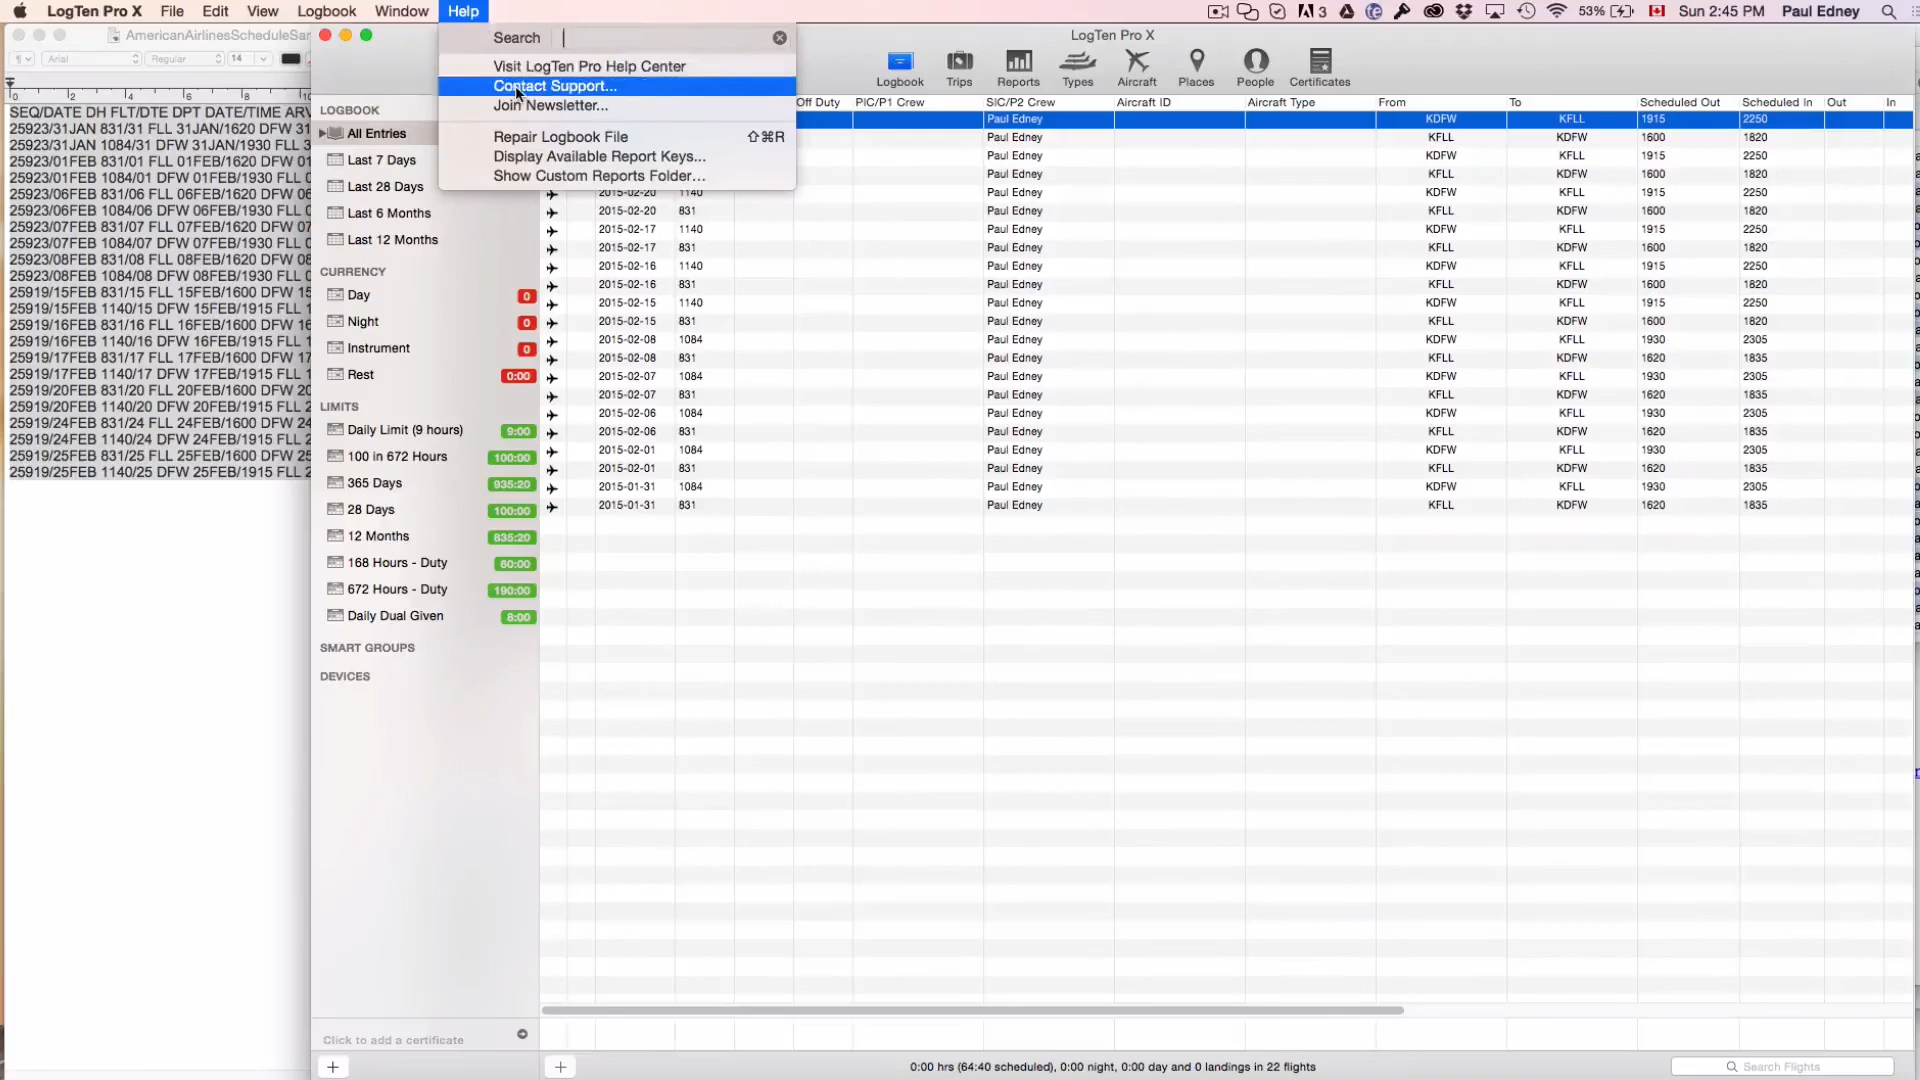 LogTen Pro X File Edit View Logbook Window Help 3 53% Sun 2:45 PM Paul Edney
AmericanAirlinesScheduleSam
Regular 14
SEQ/DATE DH FLT/DTE DPT DATE/TIME ARV
25923/31JAN 831/31 FLL 31JAN/1620 DFW 31
25923/31JAN 1084/31 DFW 31JAN/1930 FLL 0
25923/01FEB 831/01 FLL 01FEB/1620 DFW 01
25923/01FEB 1084/01 DFW 01FEB/1930 FLL 0
25923/06FEB 831/06 FLL 06FEB/1620 DFW 06
25923/06FEB 1084/06 DFW 06FEB/1930 FLL 0
25923/07FEB 831/07 FLL 07FEB/1620 DFW 07
25923/07FEB 1084/07 DFW 07FEB/1930 FLL 0
25923/08FEB 831/08 FLL 08FEB/1620 DFW 08
25923/08FEB 1084/08 DFW 08FEB/1930 FLL 0
25919/15FEB 831/15 FLL 15FEB/1600 DFW 15
25919/15FEB 1140/15 DFW 15FEB/1915 FLL 1
25919/16FEB 831/16 FLL 16FEB/1600 DFW 16
25919/16FEB 1140/16 DFW 16FEB/1915 FLL 1
25919/17FEB 831/17 FLL 17FEB/1600 DFW 17
25919/17FEB 1140/17 DFW 17FEB/1915 FLL 1
25919/20FEB 831/20 FLL 20FEB/1600 DFW 20
25919/20FEB 1140/20 DFW 20FEB/1915 FLL 2
25919/24FEB 831/24 FLL 24FEB/1600 DFW 24
25919/24FEB 1140/24 DFW 24FEB/1915 FLL 2
25919/25FEB 831/25 FLL 25FEB/1600 DFW 25
25919/25FEB 1140/25 DFW 25FEB/1915 FLL 2
Search
Visit LogTen Pro Help Center
Contact Support...
Join Newsletter...
Repair Logbook File ⇧⌘R
Display Available Report Keys...
Show Custom Reports Folder...
LogTen Pro X
Logbook Trips Reports Types Aircraft Places People Certificates
LOGBOOK
All Entries
Last 7 Days
Last 28 Days
Last 6 Months
Last 12 Months
CURRENCY
Day 0
Night 0
Instrument 0
Rest 0:00
LIMITS
Daily Limit (9 hours) 9:00
100 in 672 Hours 100:00
365 Days 935:20
28 Days 100:00
12 Months 835:20
168 Hours - Duty 60:00
672 Hours - Duty 190:00
Daily Dual Given 8:00
SMART GROUPS
DEVICES
Click to add a certificate
Off Duty PIC/P1 Crew SIC/P2 Crew Aircraft ID Aircraft Type From To Scheduled Out Scheduled In Out In
Paul Edney KDFW KFLL 1915 2250
Paul Edney KFLL KDFW 1600 1820
Paul Edney KDFW KFLL 1915 2250
Paul Edney KFLL KDFW 1600 1820
2015-02-20 1140 Paul Edney KDFW KFLL 1915 2250
2015-02-20 831 Paul Edney KFLL KDFW 1600 1820
2015-02-17 1140 Paul Edney KDFW KFLL 1915 2250
2015-02-17 831 Paul Edney KFLL KDFW 1600 1820
2015-02-16 1140 Paul Edney KDFW KFLL 1915 2250
2015-02-16 831 Paul Edney KFLL KDFW 1600 1820
2015-02-15 1140 Paul Edney KDFW KFLL 1915 2250
2015-02-15 831 Paul Edney KFLL KDFW 1600 1820
2015-02-08 1084 Paul Edney KDFW KFLL 1930 2305
2015-02-08 831 Paul Edney KFLL KDFW 1620 1835
2015-02-07 1084 Paul Edney KDFW KFLL 1930 2305
2015-02-07 831 Paul Edney KFLL KDFW 1620 1835
2015-02-06 1084 Paul Edney KDFW KFLL 1930 2305
2015-02-06 831 Paul Edney KFLL KDFW 1620 1835
2015-02-01 1084 Paul Edney KDFW KFLL 1930 2305
2015-02-01 831 Paul Edney KFLL KDFW 1620 1835
2015-01-31 1084 Paul Edney KDFW KFLL 1930 2305
2015-01-31 831 Paul Edney KFLL KDFW 1620 1835
0:00 hrs (64:40 scheduled), 0:00 night, 0:00 day and 0 landings in 22 flights
Search Flights